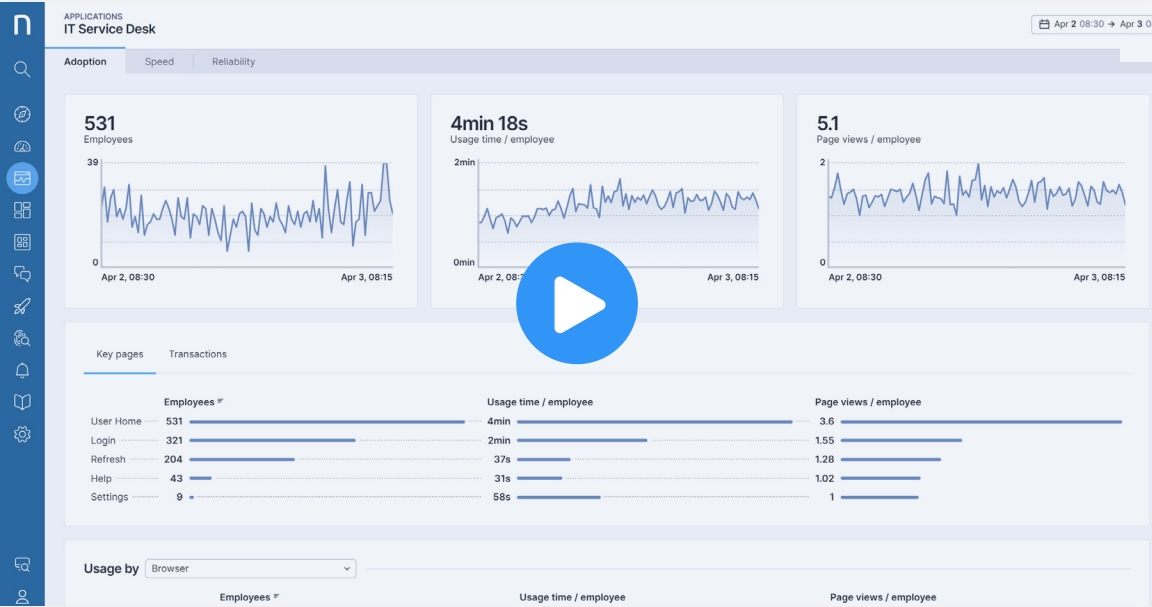 n
APPLICATIONS
IT Service Desk
Apr 2 08:30 → Apr 3 0
Adoption Speed Reliability
531
Employees
39
0
Apr 2, 08:30 Apr 3, 08:15
4min 18s
Usage time / employee
2min
0min
Apr 2, 08: Apr 3, 08:15
5.1
Page views / employee
2
0
Apr 2, 08:30 Apr 3, 08:15
Key pages Transactions
Employees Usage time / employee Page views / employee
User Home 531 4min 3.6
Login 321 2min 1.55
Refresh 204 37s 1.28
Help 43 31s 1.02
Settings 9 58s 1
Usage by Browser
Employees Usage time / employee Page views / employee